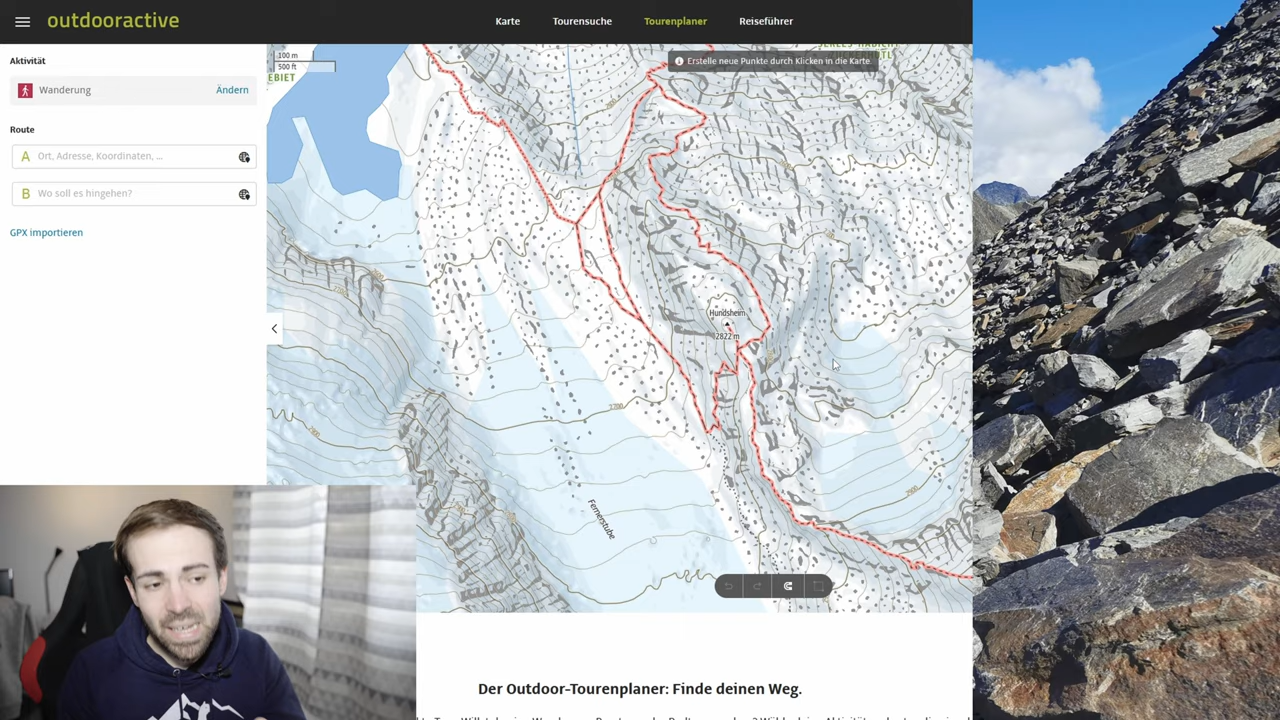 outdooractive
Karte
Tourensuche
Tourenplaner
Reiseführer
Aktivität
Wanderung
Ändern
Route
A Ort, Adresse, Koordinaten, ...
B Wo soll es hingehen?
GPX importieren
100 m
500 ft
EBIET
Erstelle neue Punkte durch Klicken in die Karte.
Hundsheim
2822 m
2700
Fernerstube
Der Outdoor-Tourenplaner: Finde deinen Weg.